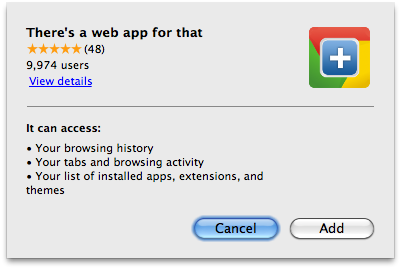 There's a web app for that
★★★★★ (48)
9,974 users
View details
It can access:
• Your browsing history
• Your tabs and browsing activity
• Your list of installed apps, extensions, and
themes
Cancel Add